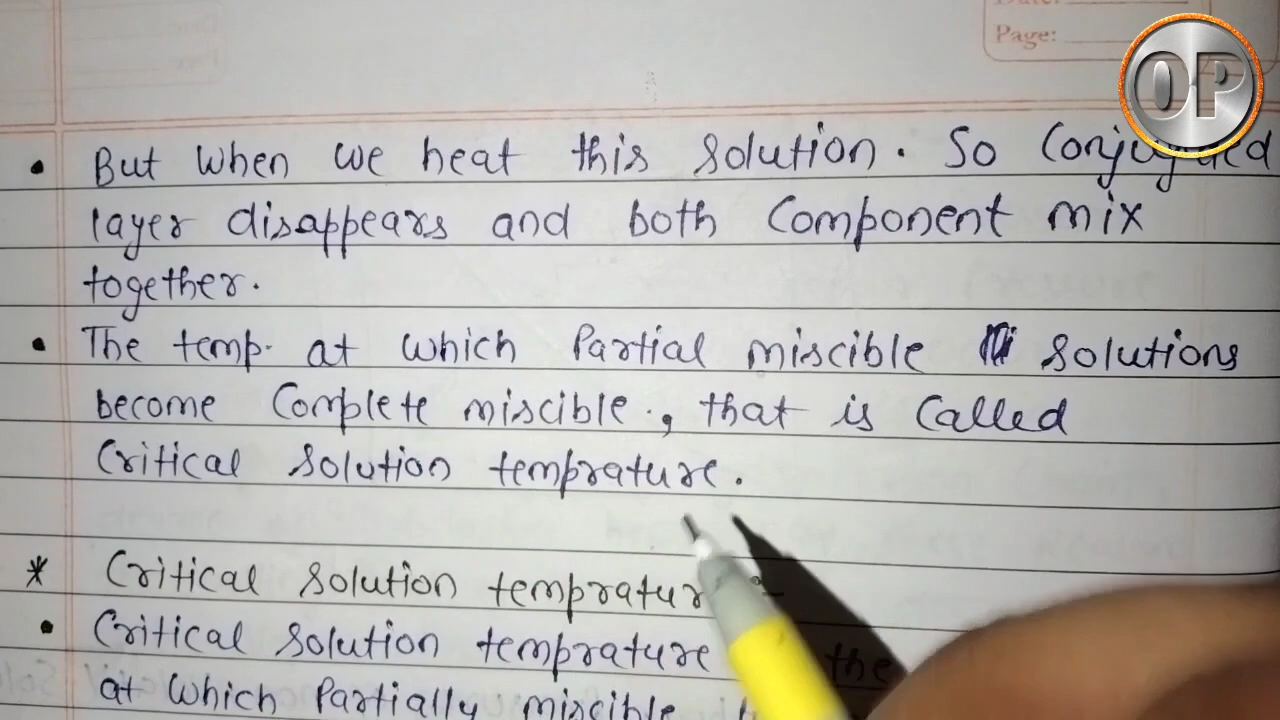 Date:
Page:
OP
• But when we heat this solution. So Conjugated
layer disappears and both Component mix
together.
• The temp. at which Partial miscible solutions
become Complete miscible., that is Called
Critical Solution temprature.
* Critical Solution temprature
• Critical Solution temprature the
at which Partially miscible